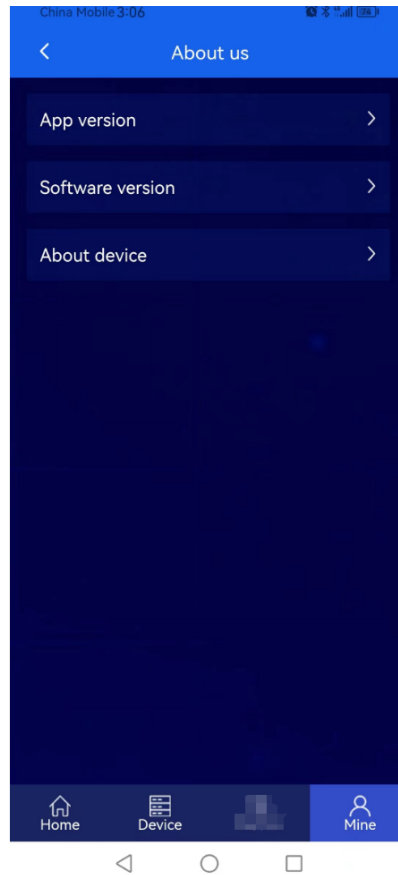 China Mobile 3:06
About us
App version
Software version
About device
Home
Device
Mine